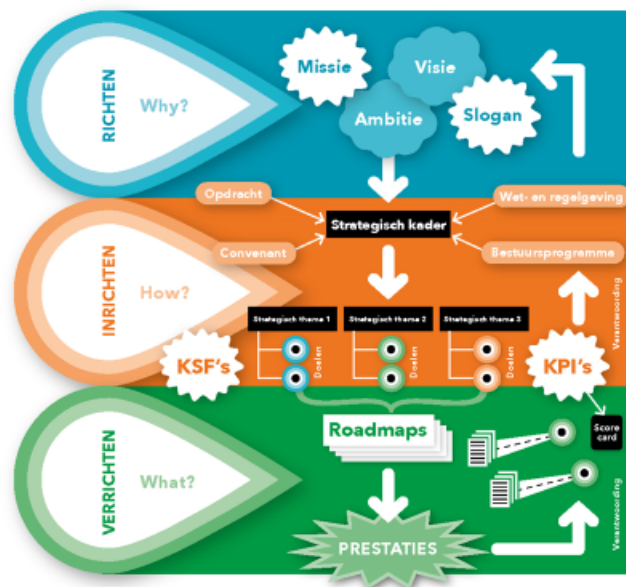 RICHTEN
Why?
Missie
Visie
Ambitie
Slogan
INRICHTEN
How?
Opdracht
Wet- en regelgeving
Strategisch kader
Convenant
Bestuursprogramma
Strategisch thema 1
Strategisch thema 2
Strategisch thema 3
Doelen
Doelen
Doelen
KSF's
KPI's
Verantwoording
VERRICHTEN
What?
Roadmaps
Score
card
PRESTATIES
Verantwoording